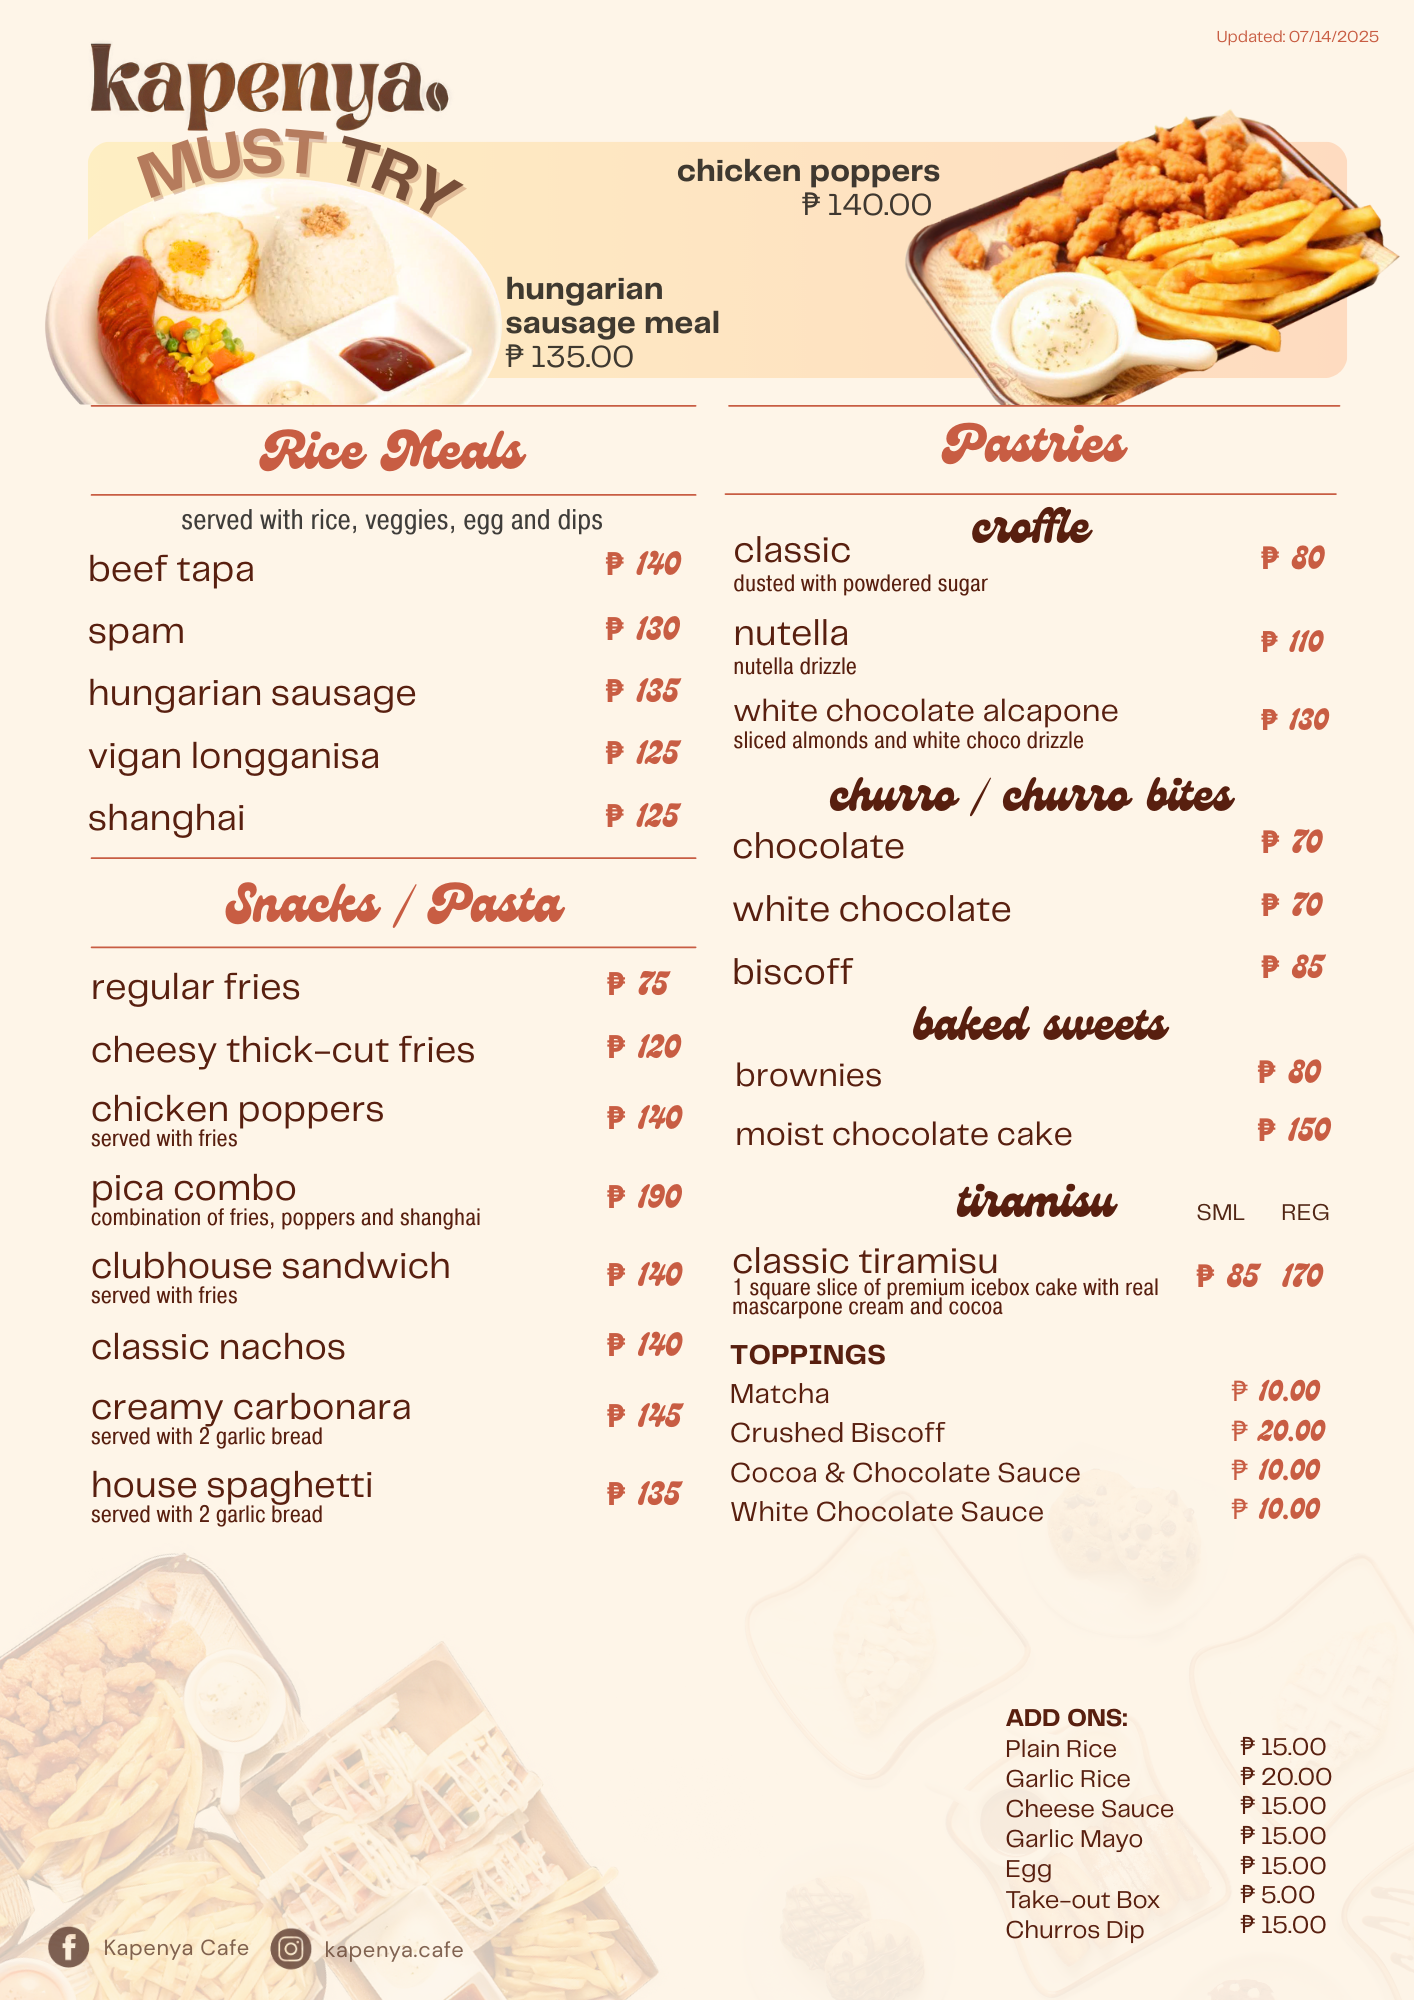 Updated: 07/14/2025
kapenya
MUST TRY
chicken poppers
₱ 140.00
hungarian
sausage meal
₱ 135.00
Rice Meals
served with rice, veggies, egg and dips
beef tapa ₱ 140
spam ₱ 130
hungarian sausage ₱ 135
vigan longganisa ₱ 125
shanghai ₱ 125
Snacks / Pasta
regular fries ₱ 75
cheesy thick-cut fries ₱ 120
chicken poppers ₱ 140
served with fries
pica combo ₱ 190
combination of fries, poppers and shanghai
clubhouse sandwich ₱ 140
served with fries
classic nachos ₱ 140
creamy carbonara ₱ 145
served with 2 garlic bread
house spaghetti ₱ 135
served with 2 garlic bread
Pastries
croffle
classic ₱ 80
dusted with powdered sugar
nutella ₱ 110
nutella drizzle
white chocolate alcapone ₱ 130
sliced almonds and white choco drizzle
churro / churro bites
chocolate ₱ 70
white chocolate ₱ 70
biscoff ₱ 85
baked sweets
brownies ₱ 80
moist chocolate cake ₱ 150
tiramisu SML REG
classic tiramisu ₱ 85 170
1 square slice of premium icebox cake with real
mascarpone cream and cocoa
TOPPINGS
Matcha ₱ 10.00
Crushed Biscoff ₱ 20.00
Cocoa & Chocolate Sauce ₱ 10.00
White Chocolate Sauce ₱ 10.00
ADD ONS:
Plain Rice ₱ 15.00
Garlic Rice ₱ 20.00
Cheese Sauce ₱ 15.00
Garlic Mayo ₱ 15.00
Egg ₱ 15.00
Take-out Box ₱ 5.00
Churros Dip ₱ 15.00
Kapenya Cafe kapenya.cafe